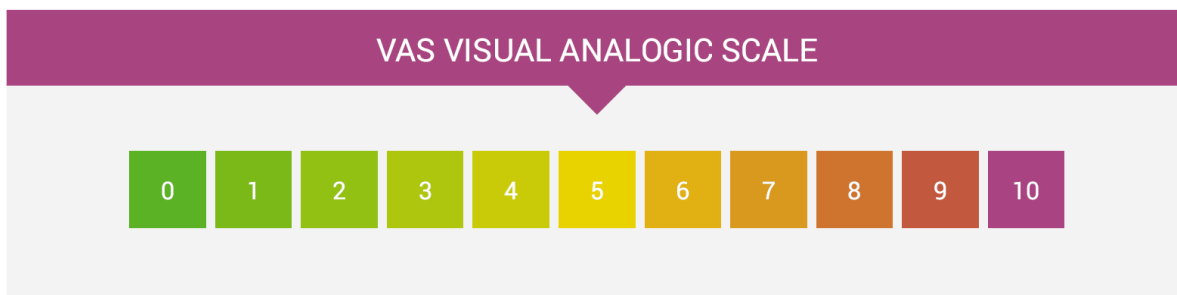 VAS VISUAL ANALOGIC SCALE
0 1 2 3 4 5 6 7 8 9 10